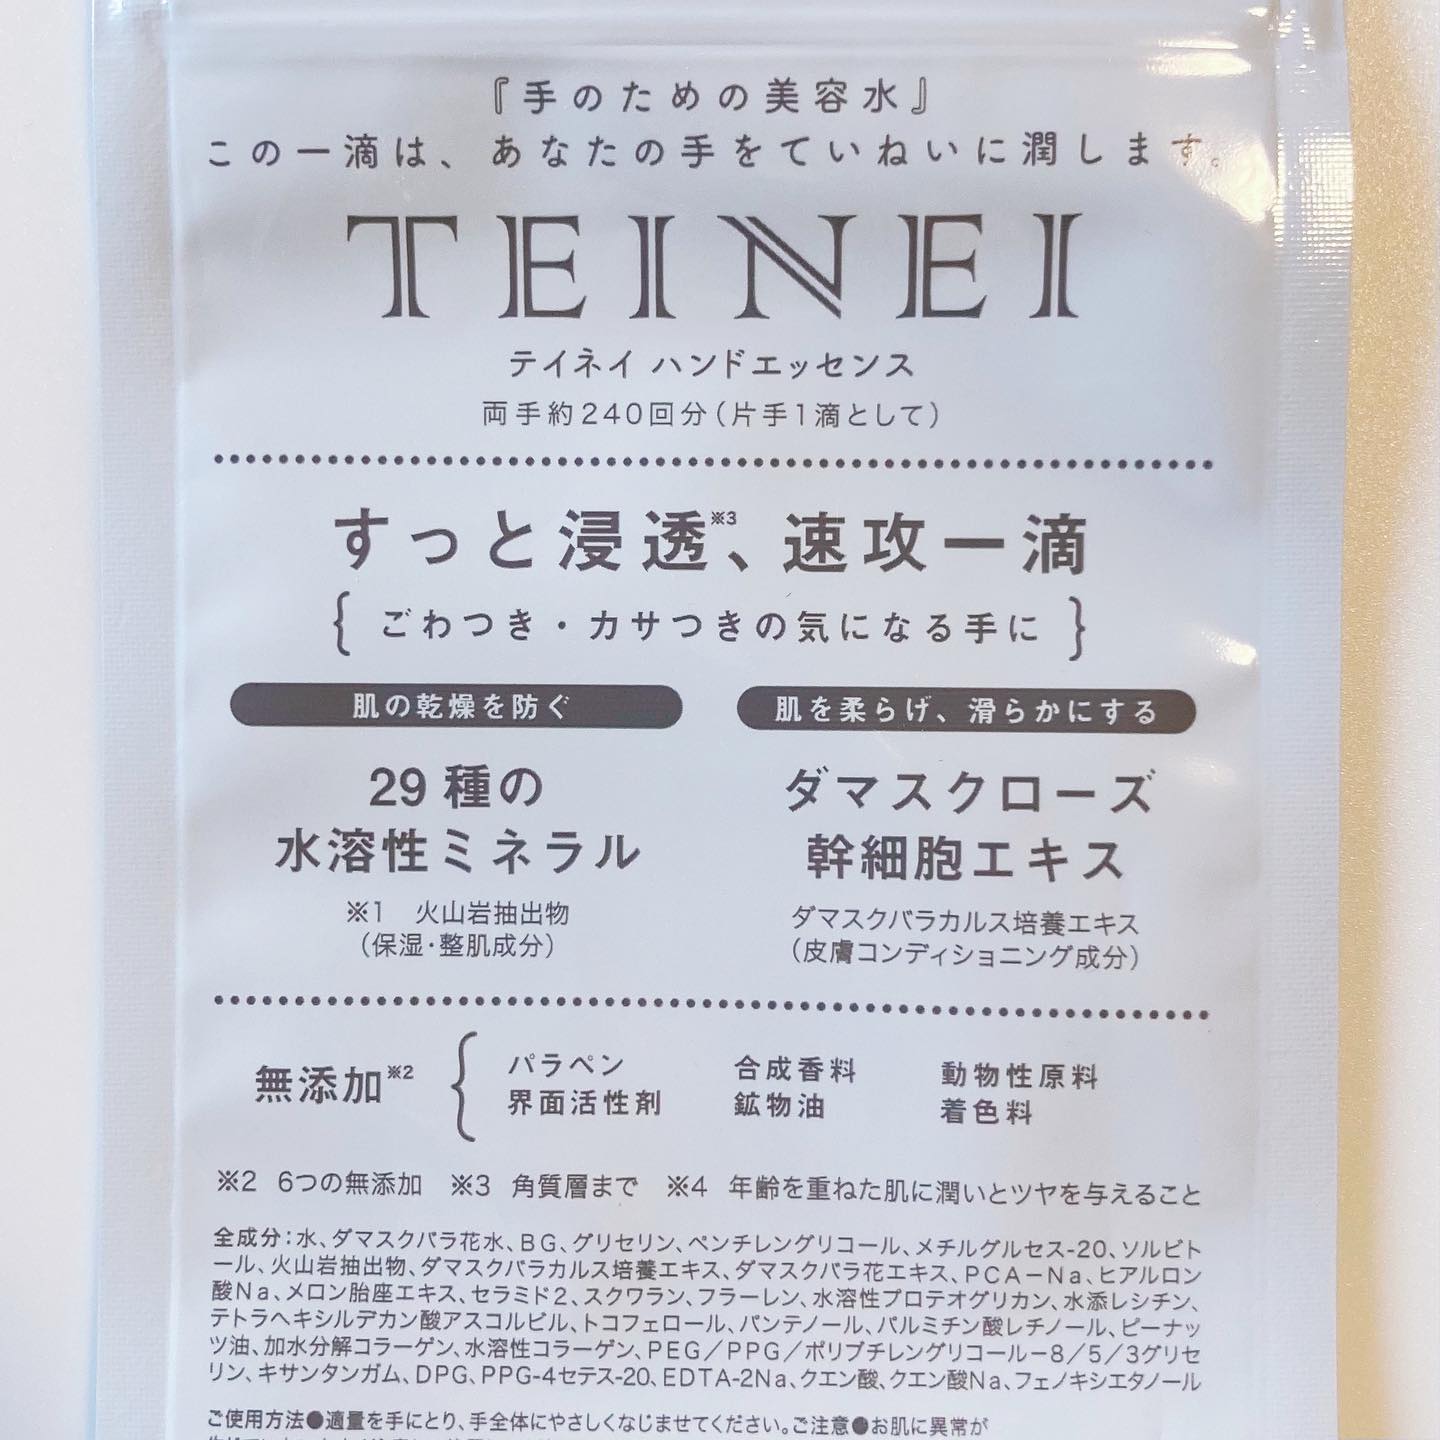 『手のための美容水』
この一滴は、あなたの手をていねいに潤します。
TEINEI
テイネイ ハンドエッセンス
両手約240回分(片手1滴として)
すっと浸透※3、速攻一滴
{ ごわつき・カサつきの気になる手に }
肌の乾燥を防ぐ
29種の
水溶性ミネラル
※1 火山岩抽出物
(保湿・整肌成分)
肌を柔らげ、滑らかにする
ダマスクローズ
幹細胞エキス
ダマスクバラカルス培養エキス
(皮膚コンディショニング成分)
無添加※2
パラペン 合成香料 動物性原料
界面活性剤 鉱物油 着色料
※2 6つの無添加 ※3 角質層まで ※4 年齢を重ねた肌に潤いとツヤを与えること
全成分:水、ダマスクバラ花水、BG、グリセリン、ペンチレングリコール、メチルグルセス-20、ソルビト
ール、火山岩抽出物、ダマスクバラカルス培養エキス、ダマスクバラ花エキス、PCA-Na、ヒアルロン
酸Na、メロン胎座エキス、セラミド2、スクワラン、フラーレン、水溶性プロテオグリカン、水添レシチン、
テトラヘキシルデカン酸アスコルビル、トコフェロール、パンテノール、パルミチン酸レチノール、ピーナッ
ツ油、加水分解コラーゲン、水溶性コラーゲン、PEG/PPG/ポリブチレングリコール-8/5/3グリセ
リン、キサンタンガム、DPG、PPG-4セテス-20、EDTA-2Na、クエン酸、クエン酸Na、フェノキシエタノール
ご使用方法●適量を手にとり、手全体にやさしくなじませてください。ご注意●お肌に異常が